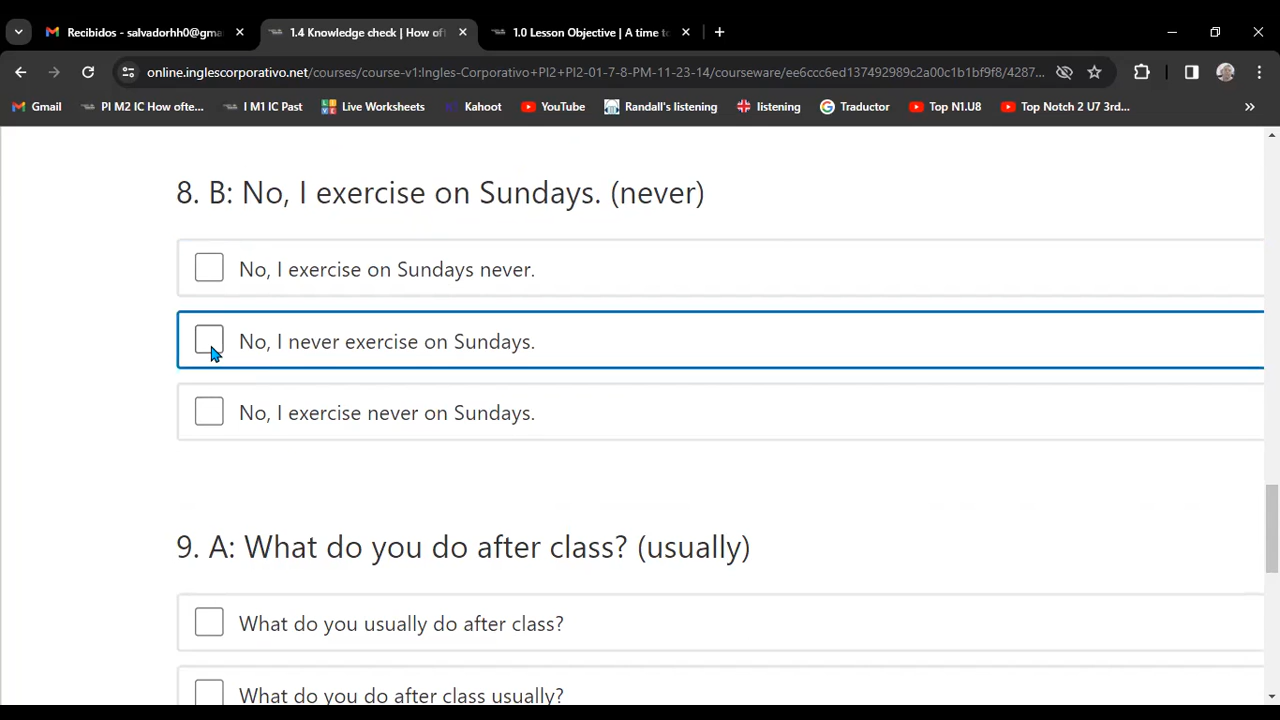 Recibidos - salvadorhh0@gma
1.4 Knowledge check | How of
1.0 Lesson Objective | A time to
online.inglescorporativo.net/courses/course-v1:Ingles-Corporativo+PI2+PI2-01-7-8-PM-11-23-14/courseware/ee6ccc6ed137492989c2a00c1b1bf9f8/4287...
Gmail
PI M2 IC How ofte...
I M1 IC Past
Live Worksheets
Kahoot
YouTube
Randall's listening
listening
Traductor
Top N1.U8
Top Notch 2 U7 3rd...
8. B: No, I exercise on Sundays. (never)
No, I exercise on Sundays never.
No, I never exercise on Sundays.
No, I exercise never on Sundays.
9. A: What do you do after class? (usually)
What do you usually do after class?
What do you do after class usually?